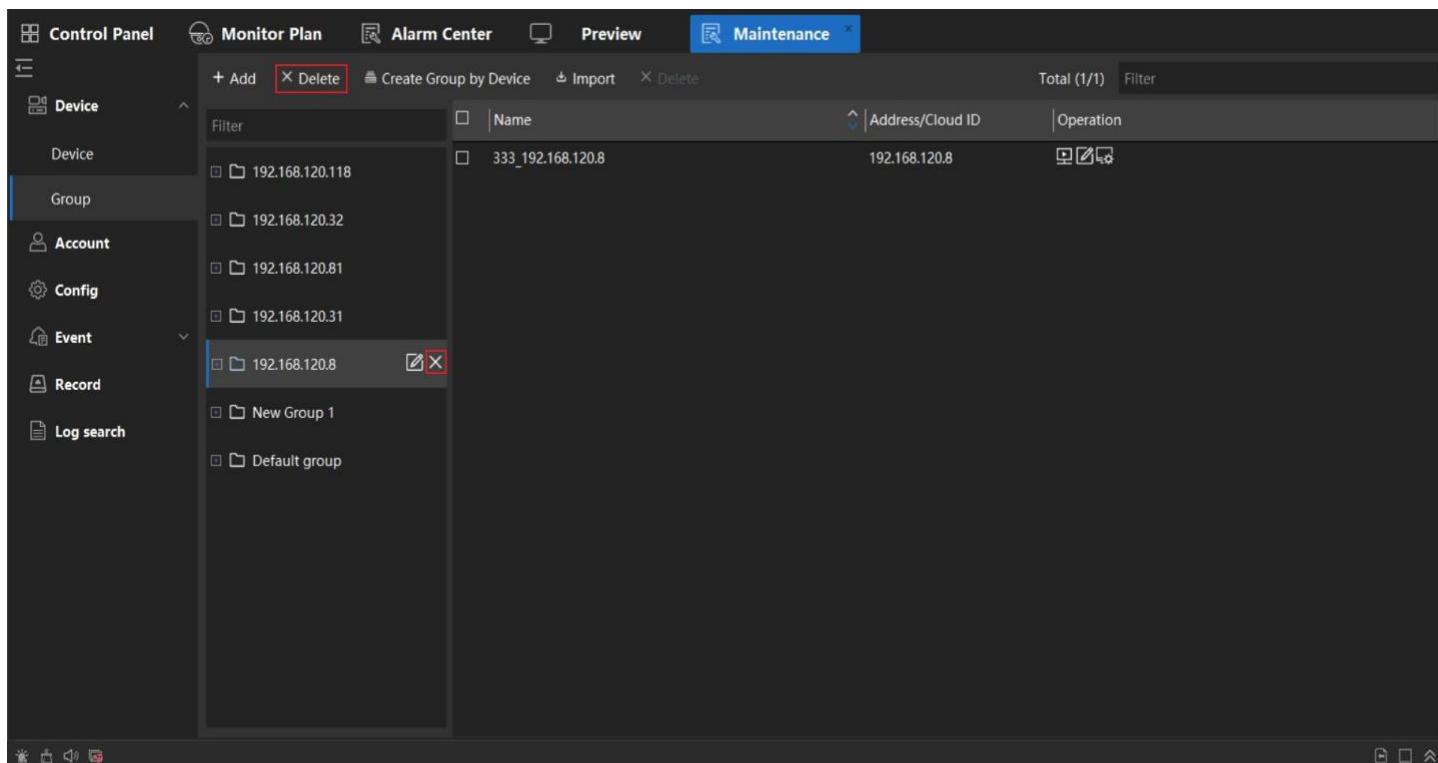 Control Panel Monitor Plan Alarm Center Preview Maintenance
+ Add Delete Create Group by Device Import Delete Total (1/1) Filter
Device
Filter
Name Address/Cloud ID Operation
Device
192.168.120.118
333_192.168.120.8 192.168.120.8
Group
192.168.120.32
Account
192.168.120.81
Config
192.168.120.31
Event
192.168.120.8
Record
New Group 1
Log search
Default group